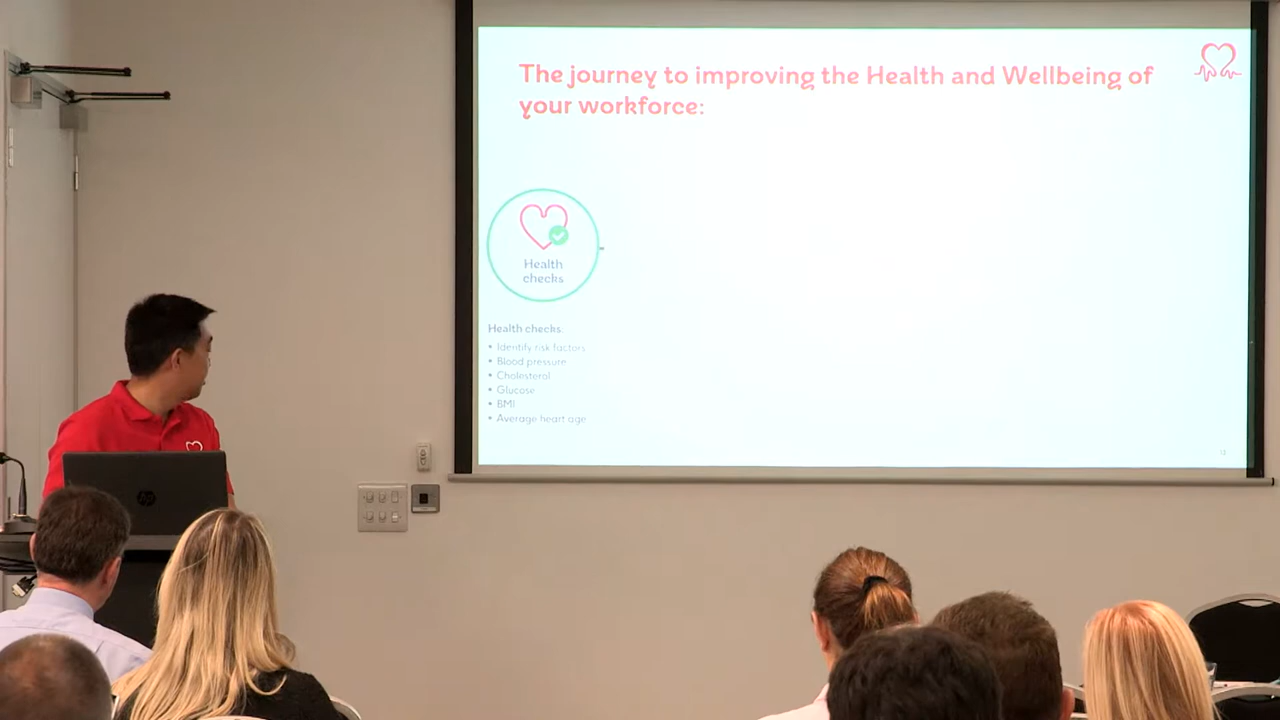 The journey to improving the Health and Wellbeing of
your workforce:
Health
checks
Health checks.
• Identify risk factors
• Blood pressure
• Cholesterol
• Glucose
• BMI
• Average heart age
hp